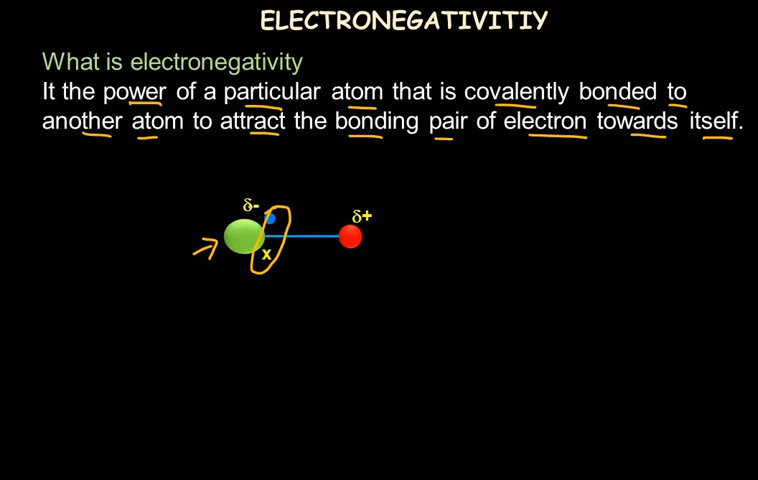 ELECTRONEGATIVITIY
What is electronegativity
It the power of a particular atom that is covalently bonded to
another atom to attract the bonding pair of electron towards itself.
δ- δ+
x